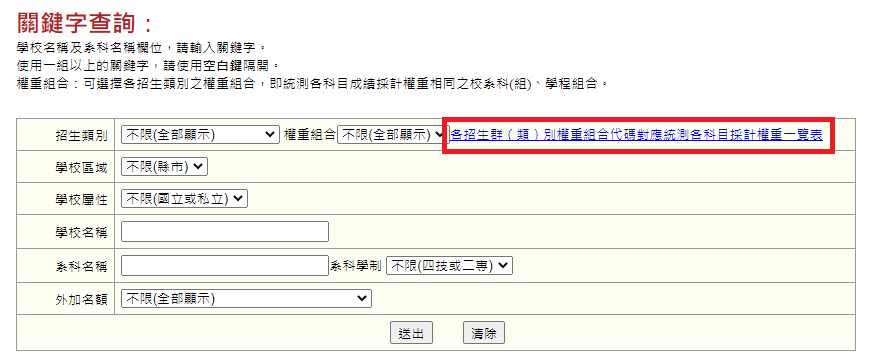 關鍵字查詢：
學校名稱及系科名稱欄位，請輸入關鍵字。
使用一組以上的關鍵字，請使用空白鍵隔開。
權重組合：可選擇各招生類別之權重組合，即統測各科目成績採計權重相同之校系科(組)、學程組合。
招生類別 不限(全部顯示) 權重組合 不限(全部顯示) 各招生群（類）別權重組合代碼對應統測各科目採計權重一覽表
學校區域 不限(縣市)
學校屬性 不限(國立或私立)
學校名稱
系科名稱 系科學制 不限(四技或二專)
外加名額 不限(全部顯示)
送出 清除